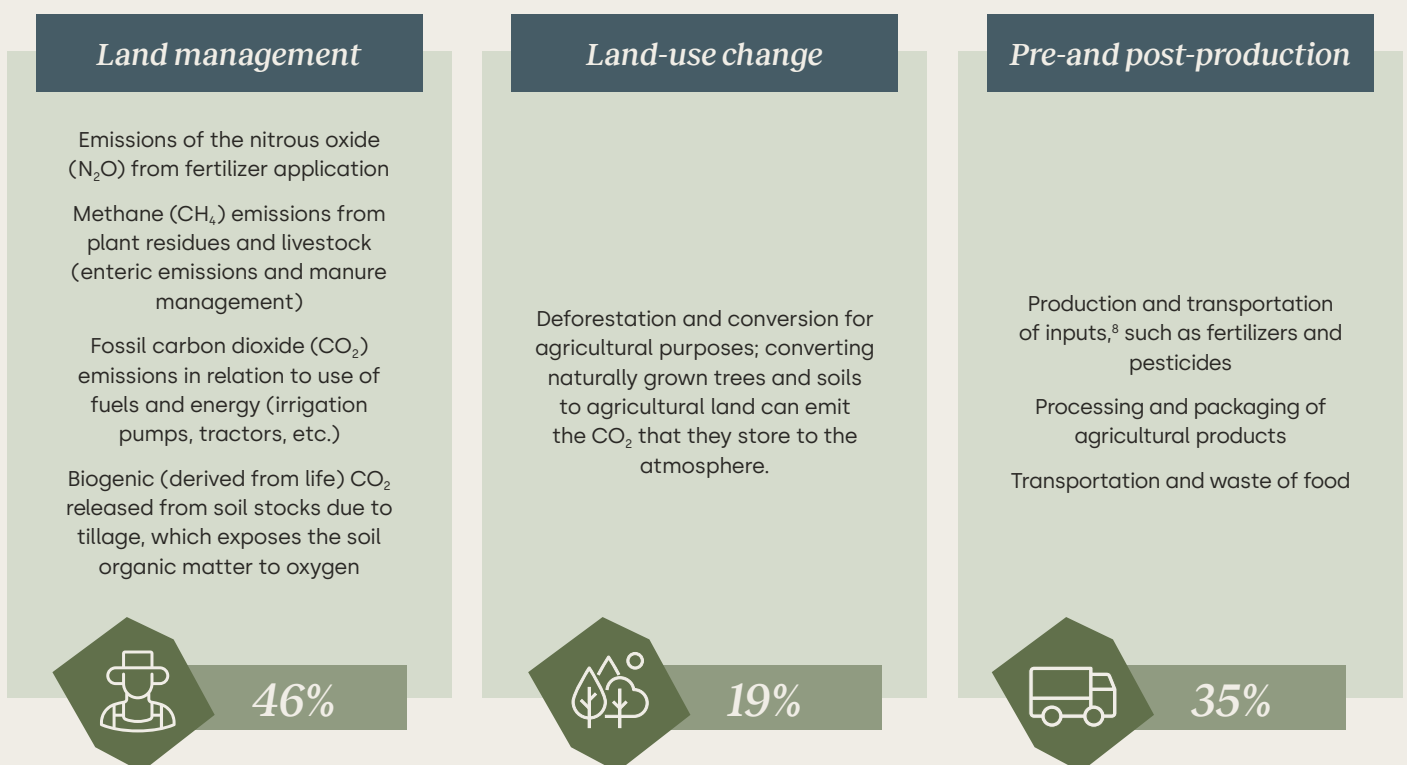 Land management
Emissions of the nitrous oxide
(N₂O) from fertilizer application
Methane (CH₄) emissions from
plant residues and livestock
(enteric emissions and manure
management)
Fossil carbon dioxide (CO₂)
emissions in relation to use of
fuels and energy (irrigation
pumps, tractors, etc.)
Biogenic (derived from life) CO₂
released from soil stocks due to
tillage, which exposes the soil
organic matter to oxygen
46%
Land-use change
Deforestation and conversion for
agricultural purposes; converting
naturally grown trees and soils
to agricultural land can emit
the CO₂ that they store to the
atmosphere.
19%
Pre-and post-production
Production and transportation
of inputs,⁸ such as fertilizers and
pesticides
Processing and packaging of
agricultural products
Transportation and waste of food
35%